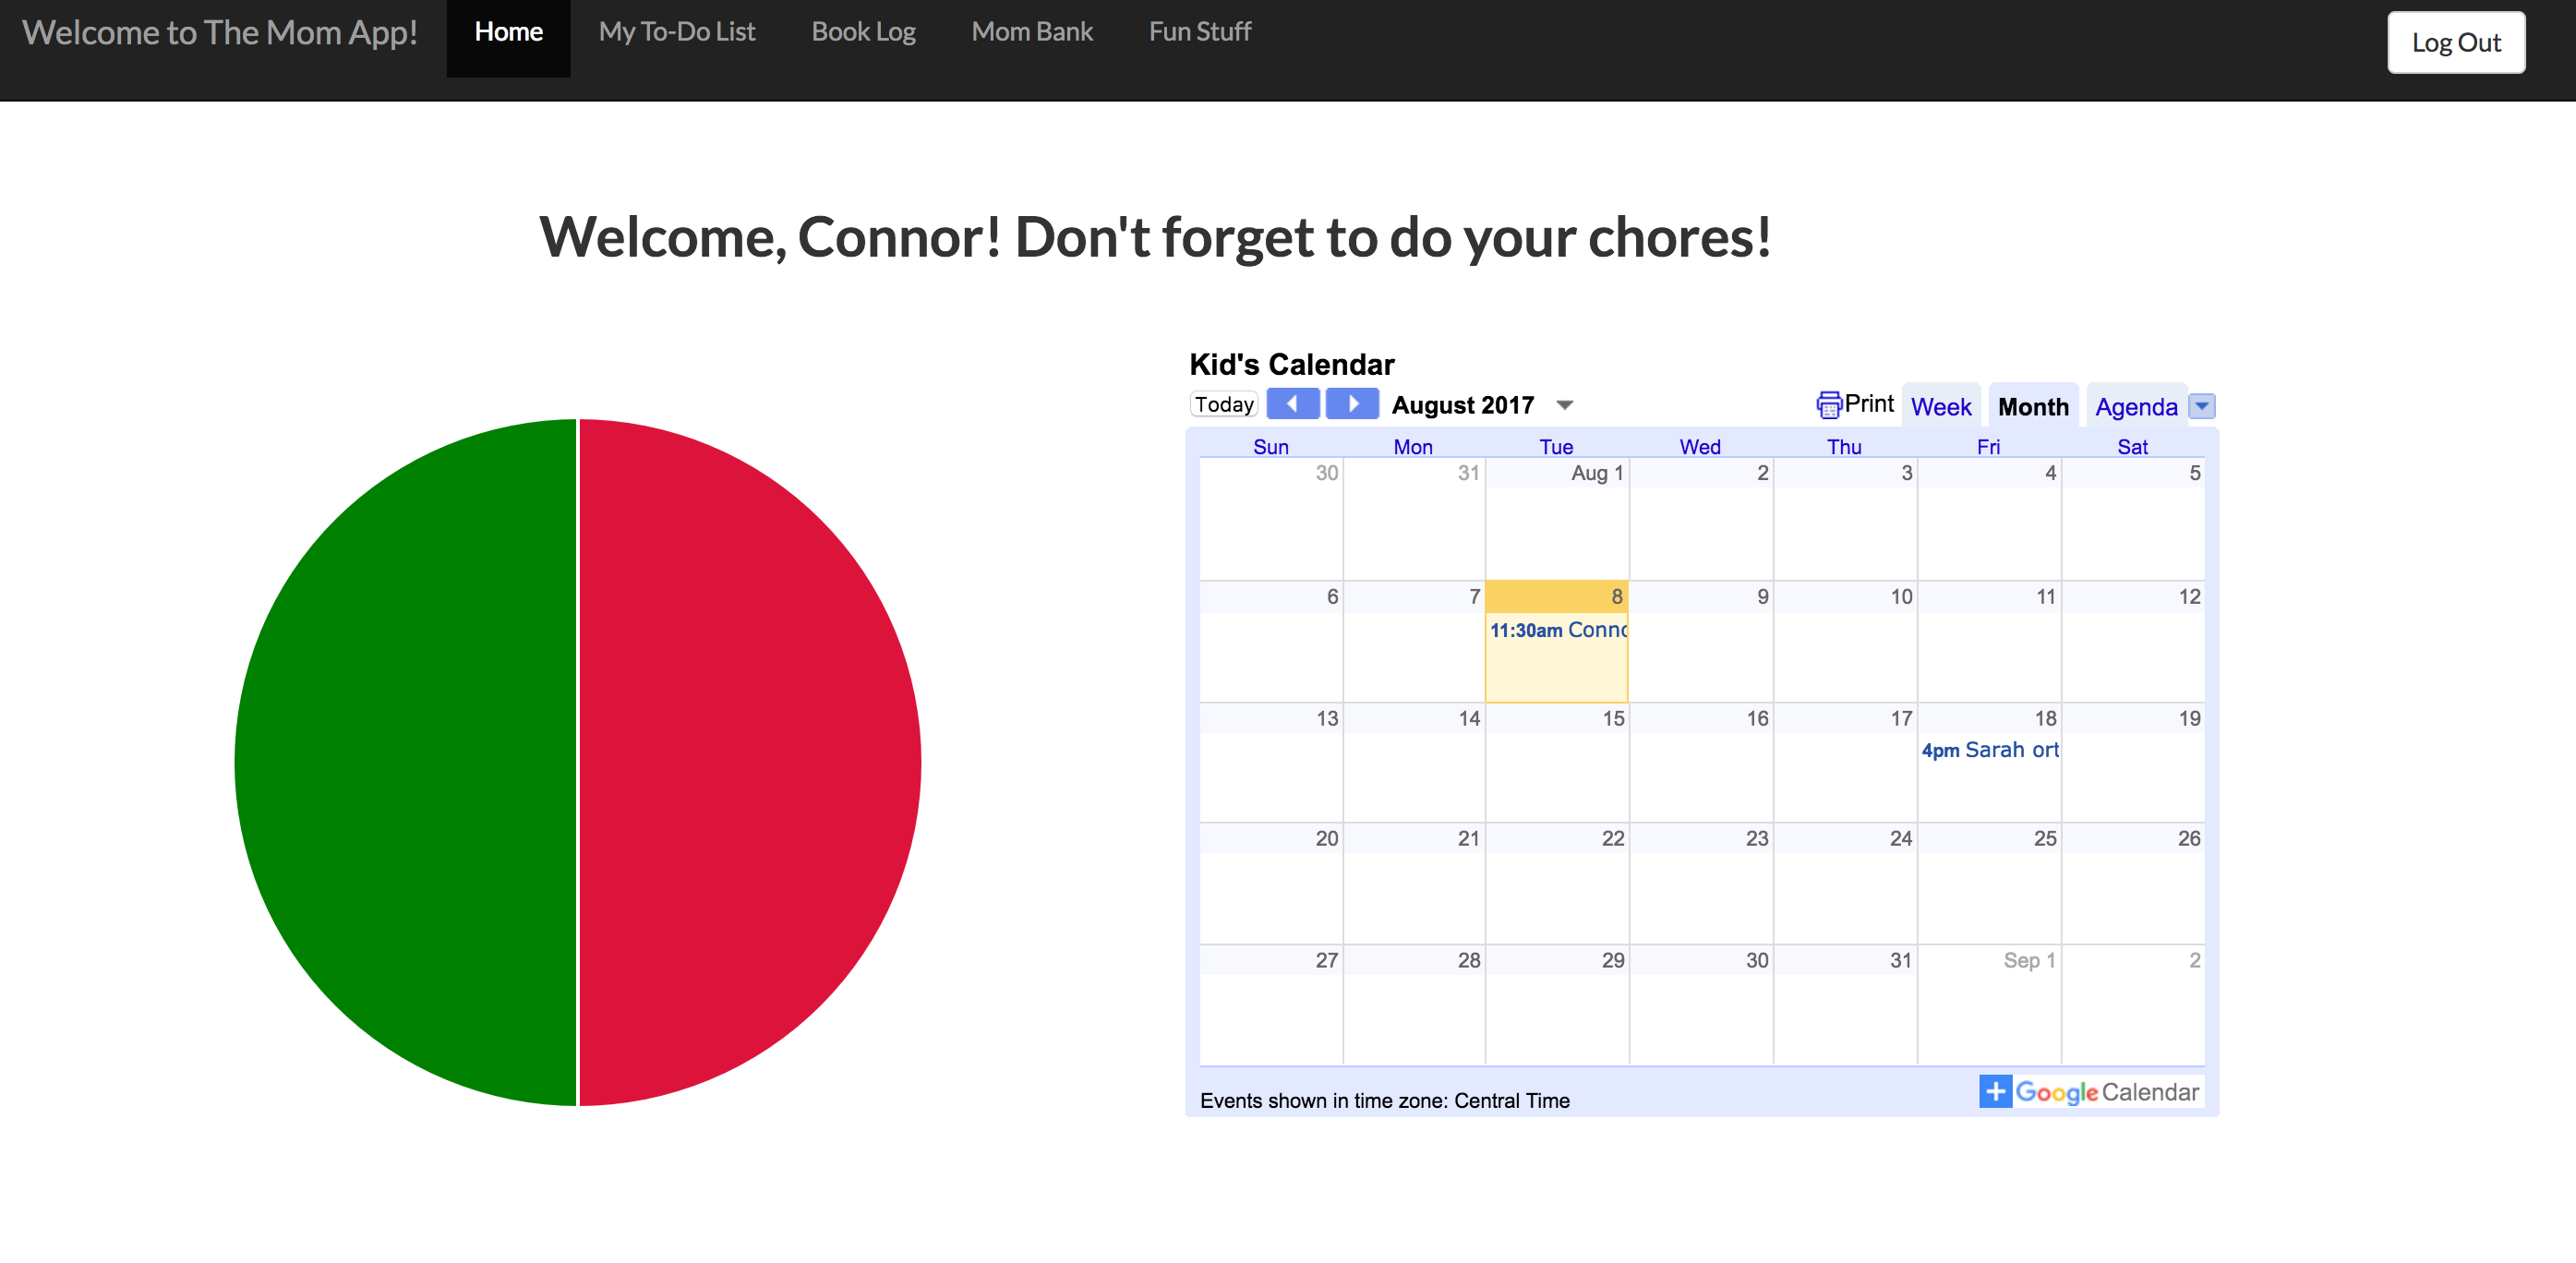 Welcome to The Mom App! Home My To-Do List Book Log Mom Bank Fun Stuff Log Out
Welcome, Connor! Don't forget to do your chores!
Kid's Calendar
Today August 2017 Print Week Month Agenda
Sun Mon Tue Wed Thu Fri Sat
30 31 Aug 1 2 3 4 5
6 7 8 9 10 11 12
11:30am
13 14 15 16 17 18 19
4pm Sarah ort
20 21 22 23 24 25 26
27 28 29 30 31 Sep 1 2
Events shown in time zone: Central Time
Google Calendar